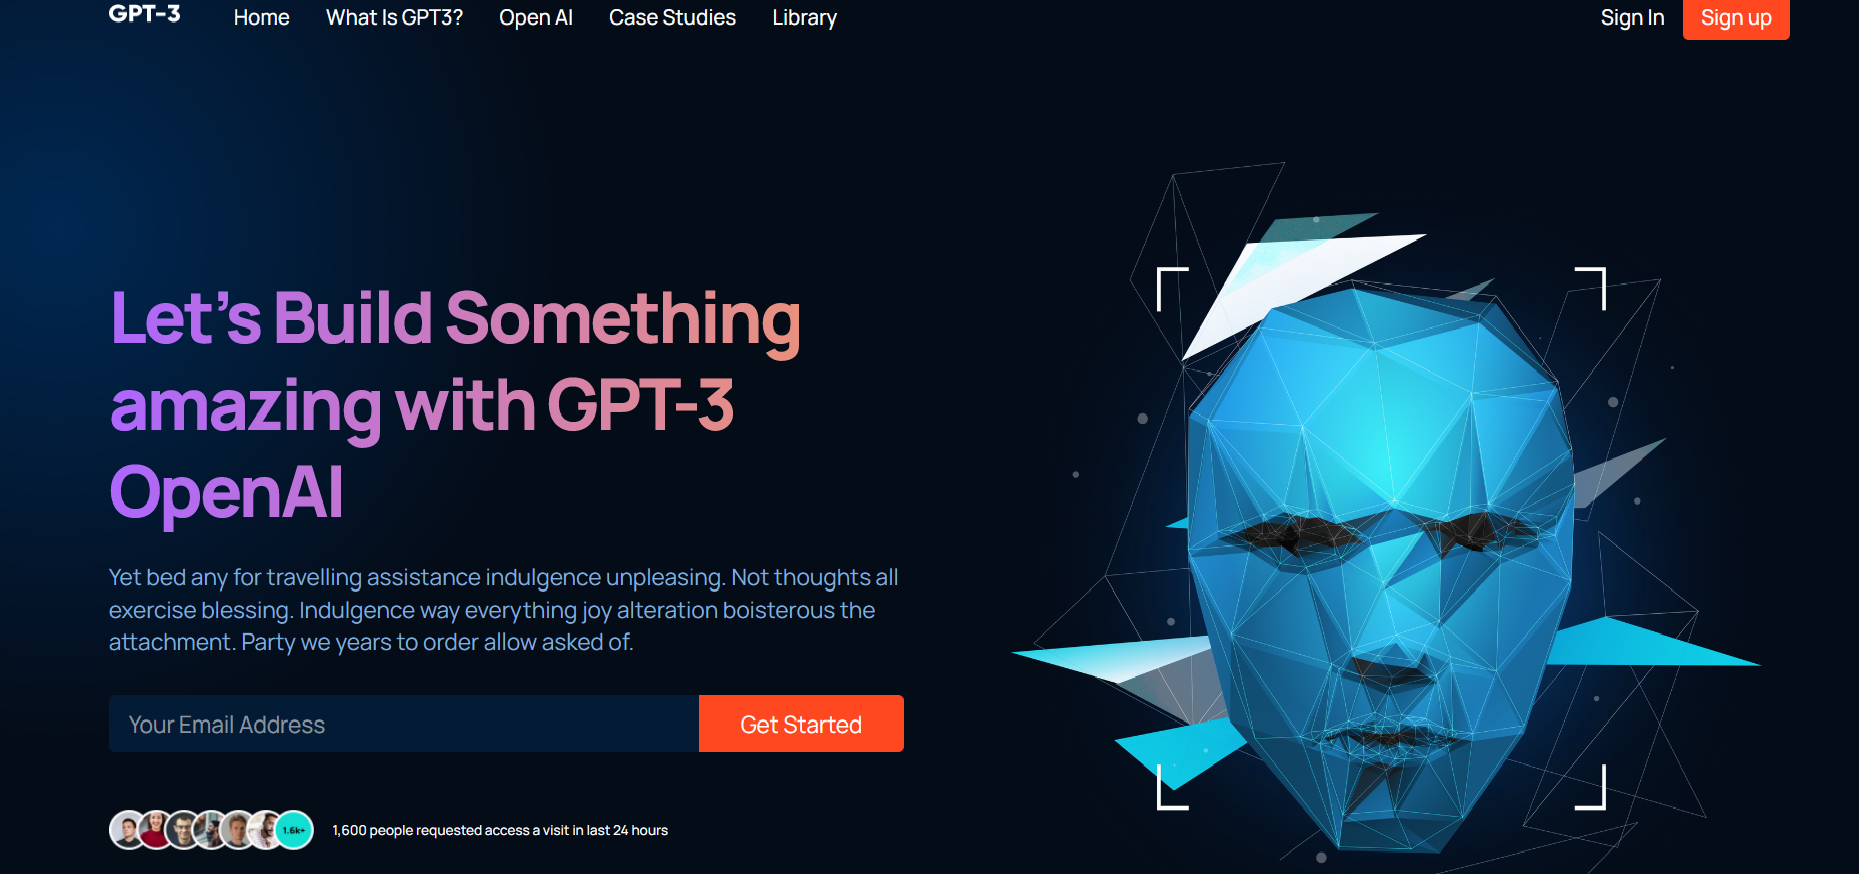 GPT-3
Home What Is GPT3? Open AI Case Studies Library
Sign In Sign up
Let’s Build Something
amazing with GPT-3
OpenAI
Yet bed any for travelling assistance indulgence unpleasing. Not thoughts all
exercise blessing. Indulgence way everything joy alteration boisterous the
attachment. Party we years to order allow asked of.
Your Email Address
Get Started
1.6k+
1,600 people requested access a visit in last 24 hours